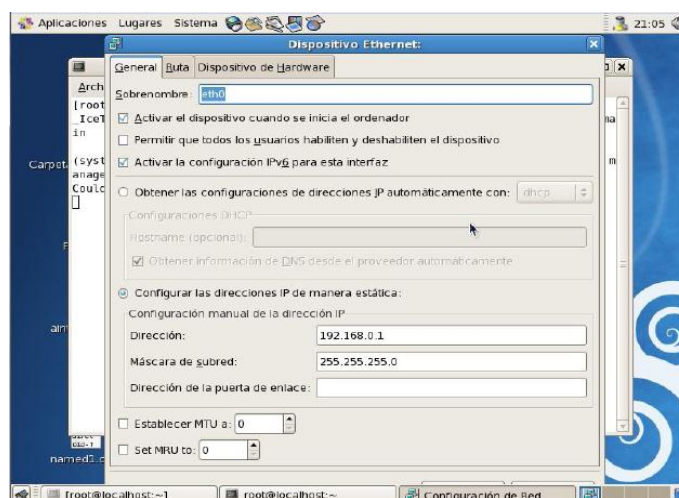 Aplicaciones Lugares Sistema 21:05
Dispositivo Ethernet:
General Ruta Dispositivo de Hardware
Arch
Sobrenombre: eth0
[root
_IceT
in
Activar el dispositivo cuando se inicia el ordenador
Permitir que todos los usuarios habiliten y deshabiliten el dispositivo
(syst
Activar la configuración IPv6 para esta interfaz
m
Carpet
anage
Coulc
Obtener las configuraciones de direcciones IP automáticamente con: dhcp
Configuraciones DHCP
Hostname (opcional):
Obtener información de DNS desde el proveedor automáticamente
Configurar las direcciones IP de manera estática:
Configuración manual de la dirección IP
Dirección: 192.168.0.1
Máscara de subred: 255.255.255.0
Dirección de la puerta de enlace:
Establecer MTU a: 0
Set MRU to: 0
named1.c
[root@localhost:~] root@localhost:~ Configuración de Red